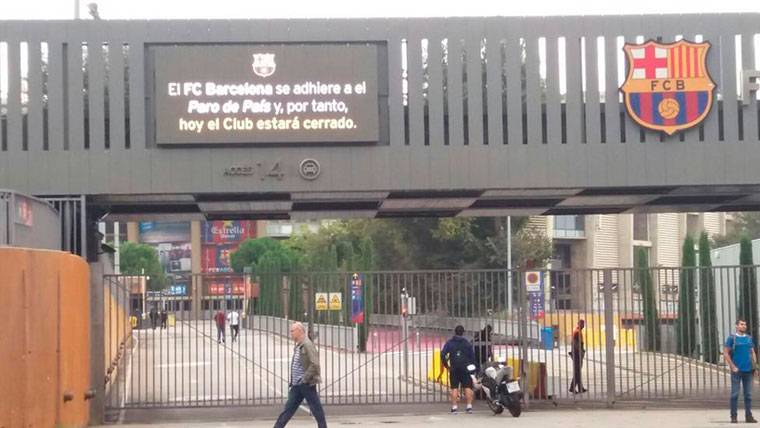 El FC Barcelona se adhiere a el
Paro de País y, por tanto,
hoy el Club estará cerrado.
FCB
F
ACCÉS 14
Estrella